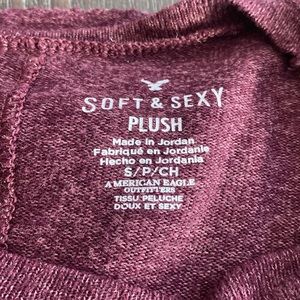 SOFT & SEXY
PLUSH
Made in Jordan
Fabriqué en Jordanie
Hecho en Jordania
S/P/CH
AMERICAN EAGLE
OUTFITTERS
TISSU PELUCHE
DOUX ET SEXY